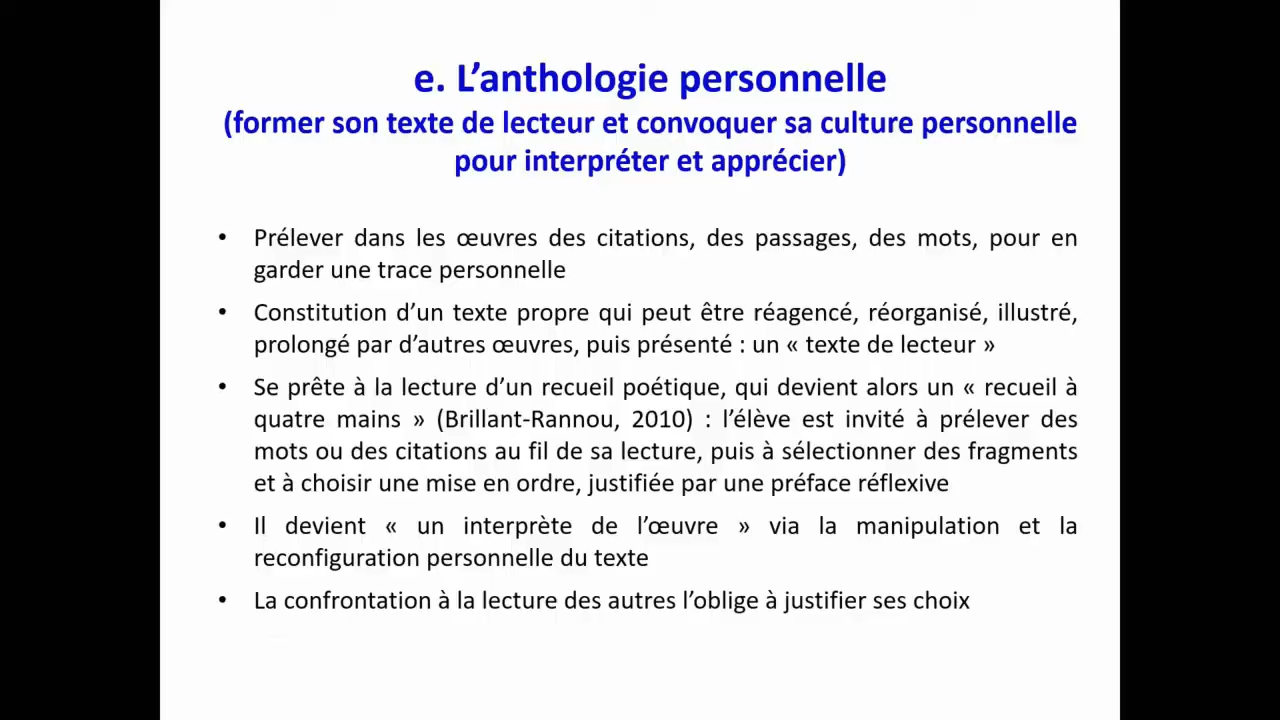 e. L’anthologie personnelle
(former son texte de lecteur et convoquer sa culture personnelle
pour interpréter et apprécier)
• Prélever dans les œuvres des citations, des passages, des mots, pour en
garder une trace personnelle
• Constitution d’un texte propre qui peut être réagencé, réorganisé, illustré,
prolongé par d’autres œuvres, puis présenté : un « texte de lecteur »
• Se prête à la lecture d’un recueil poétique, qui devient alors un « recueil à
quatre mains » (Brillant-Rannou, 2010) : l’élève est invité à prélever des
mots ou des citations au fil de sa lecture, puis à sélectionner des fragments
et à choisir une mise en ordre, justifiée par une préface réflexive
• Il devient « un interprète de l’œuvre » via la manipulation et la
reconfiguration personnelle du texte
• La confrontation à la lecture des autres l’oblige à justifier ses choix